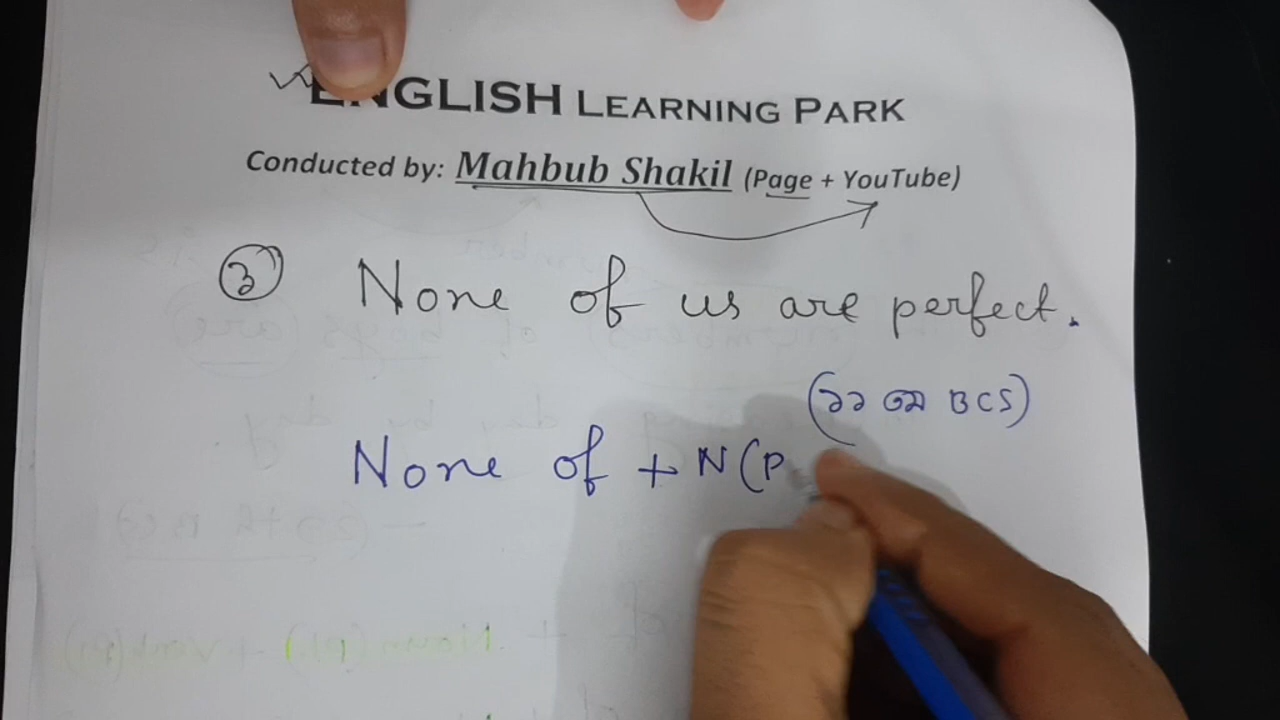 ENGLISH LEARNING PARK
Conducted by: Mahbub Shakil (Page + YouTube)
৩ None of us are perfect.
(১১ তম BCS)
None of + N (P